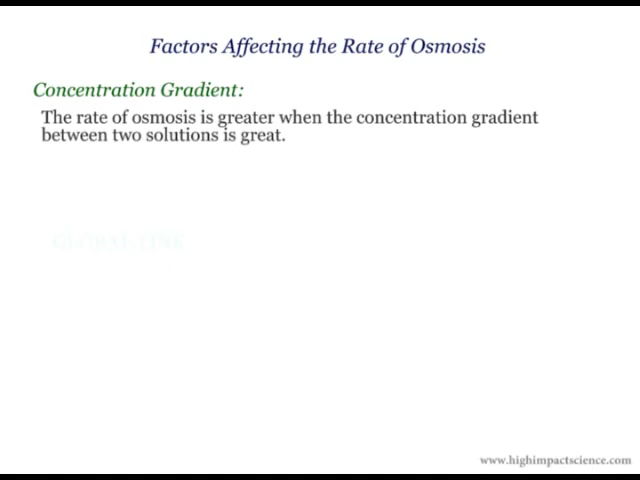 Factors Affecting the Rate of Osmosis
Concentration Gradient:
The rate of osmosis is greater when the concentration gradient
between two solutions is great.
www.highimpactscience.com